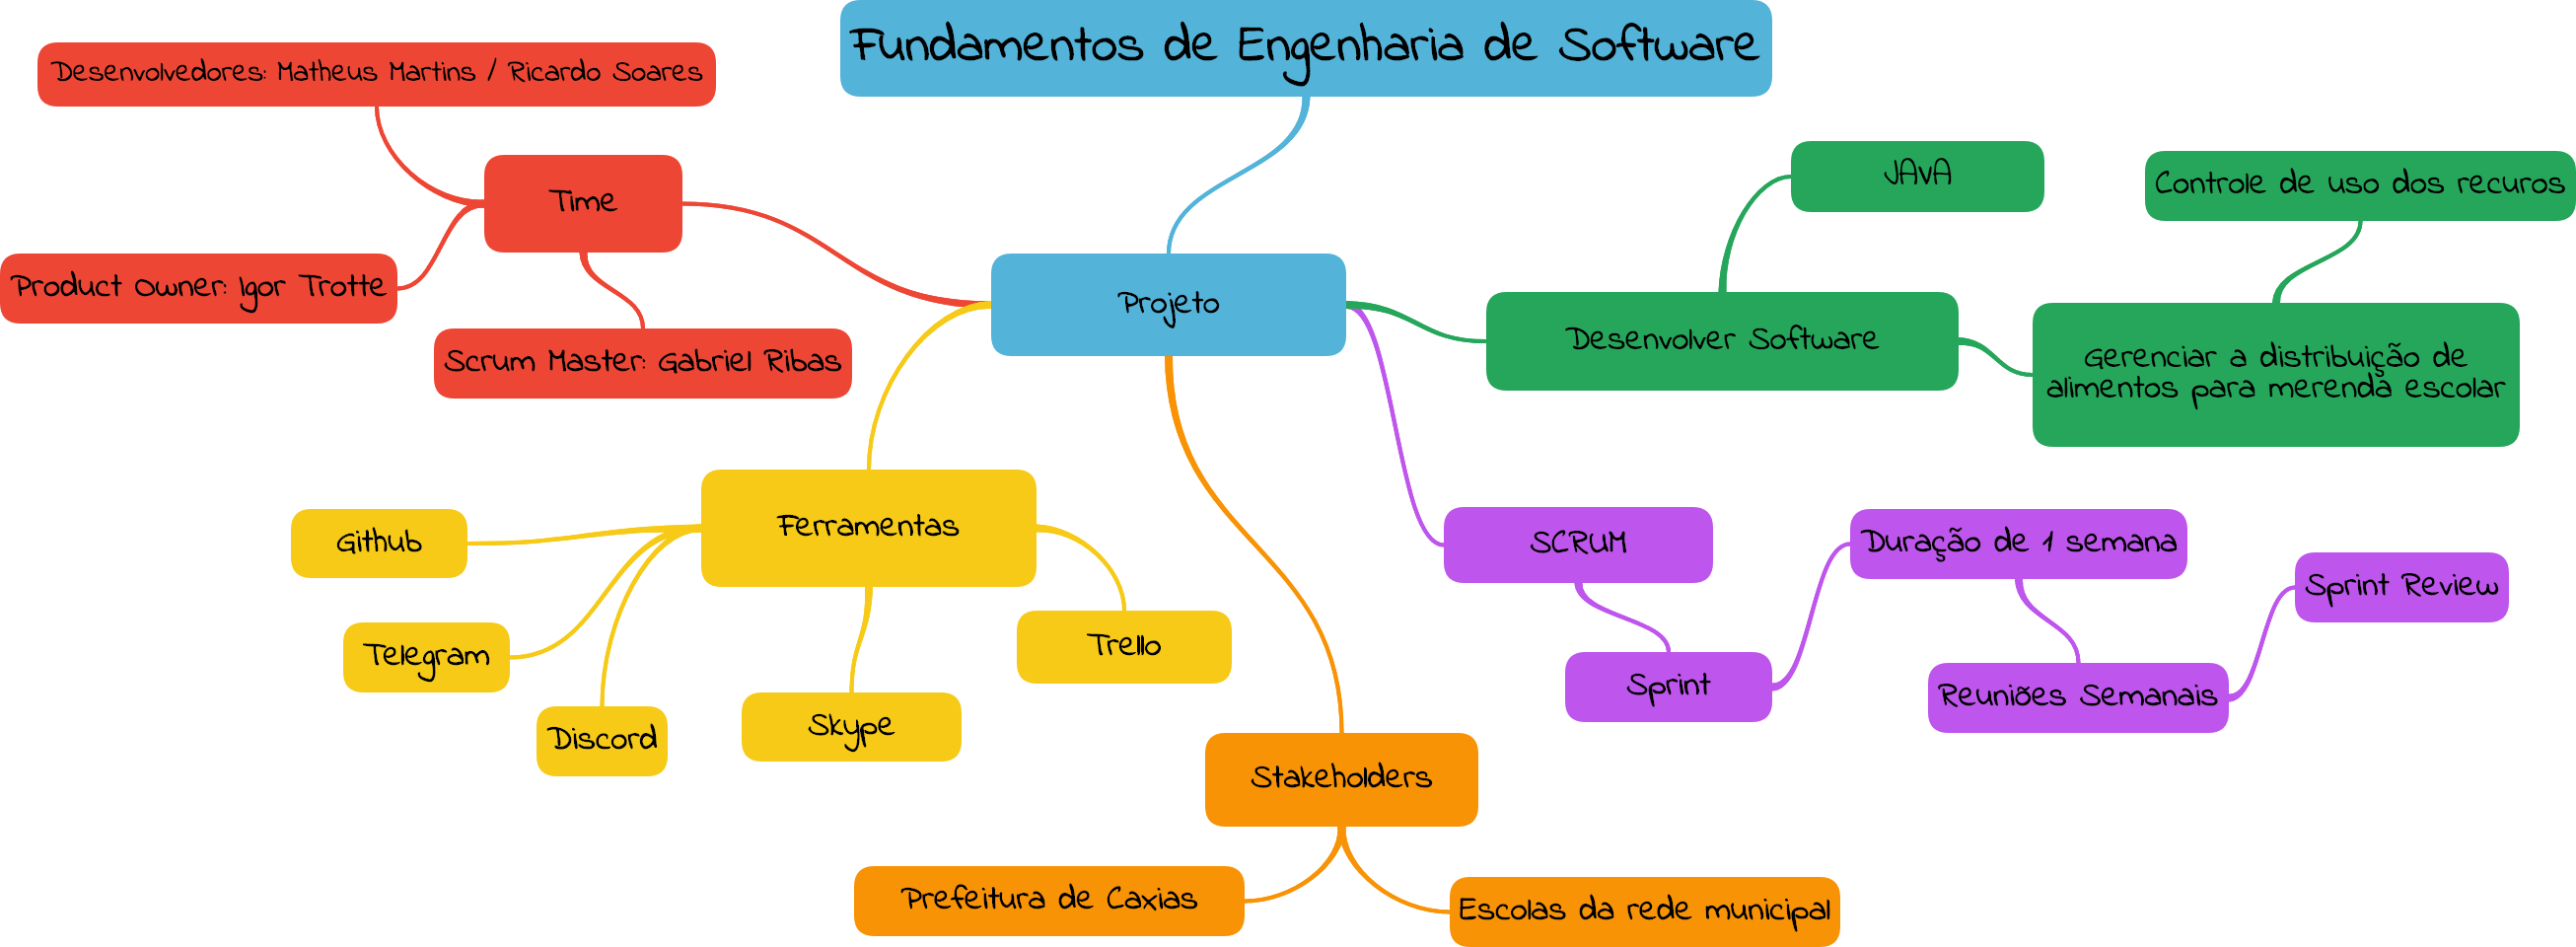 Fundamentos de Engenharia de Software
Desenvolvedores: Matheus Martins / Ricardo Soares
Time
Product Owner: Igor Trotte
Scrum Master: Gabriel Ribas
Projeto
JAVA
Controle de uso dos recuros
Desenvolver Software
Gerenciar a distribuição de
alimentos para merenda escolar
Ferramentas
Github
Telegram
Discord
Skype
Trello
SCRUM
Sprint
Duração de 1 semana
Reuniões Semanais
Sprint Review
Stakeholders
Prefeitura de Caxias
Escolas da rede municipal